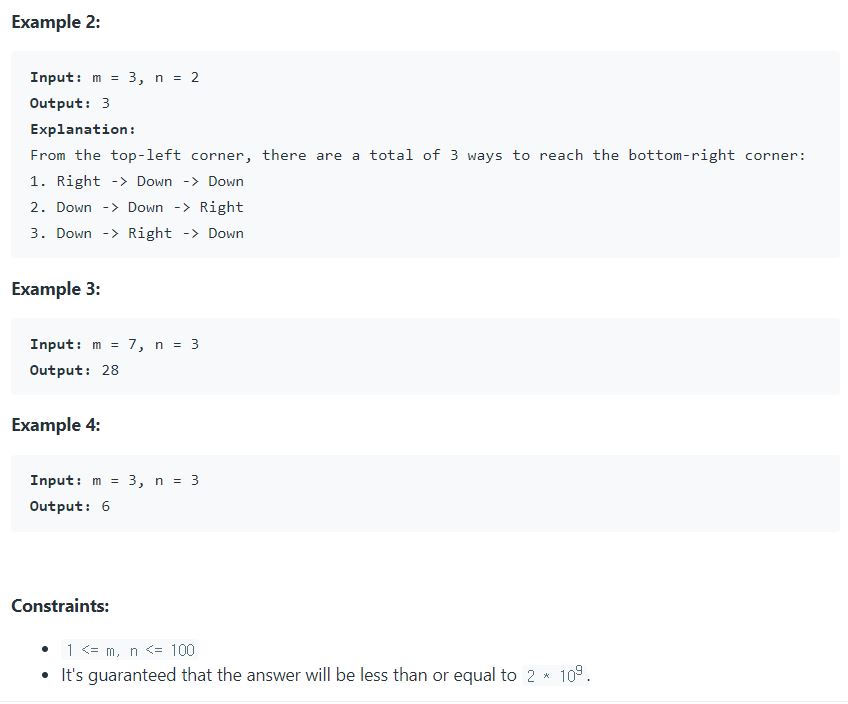 Example 2:
Input: m = 3, n = 2
Output: 3
Explanation:
From the top-left corner, there are a total of 3 ways to reach the bottom-right corner:
1. Right -> Down -> Down
2. Down -> Down -> Right
3. Down -> Right -> Down
Example 3:
Input: m = 7, n = 3
Output: 28
Example 4:
Input: m = 3, n = 3
Output: 6
Constraints:
• 1 <= m, n <= 100
• It's guaranteed that the answer will be less than or equal to 2 * 10⁹.